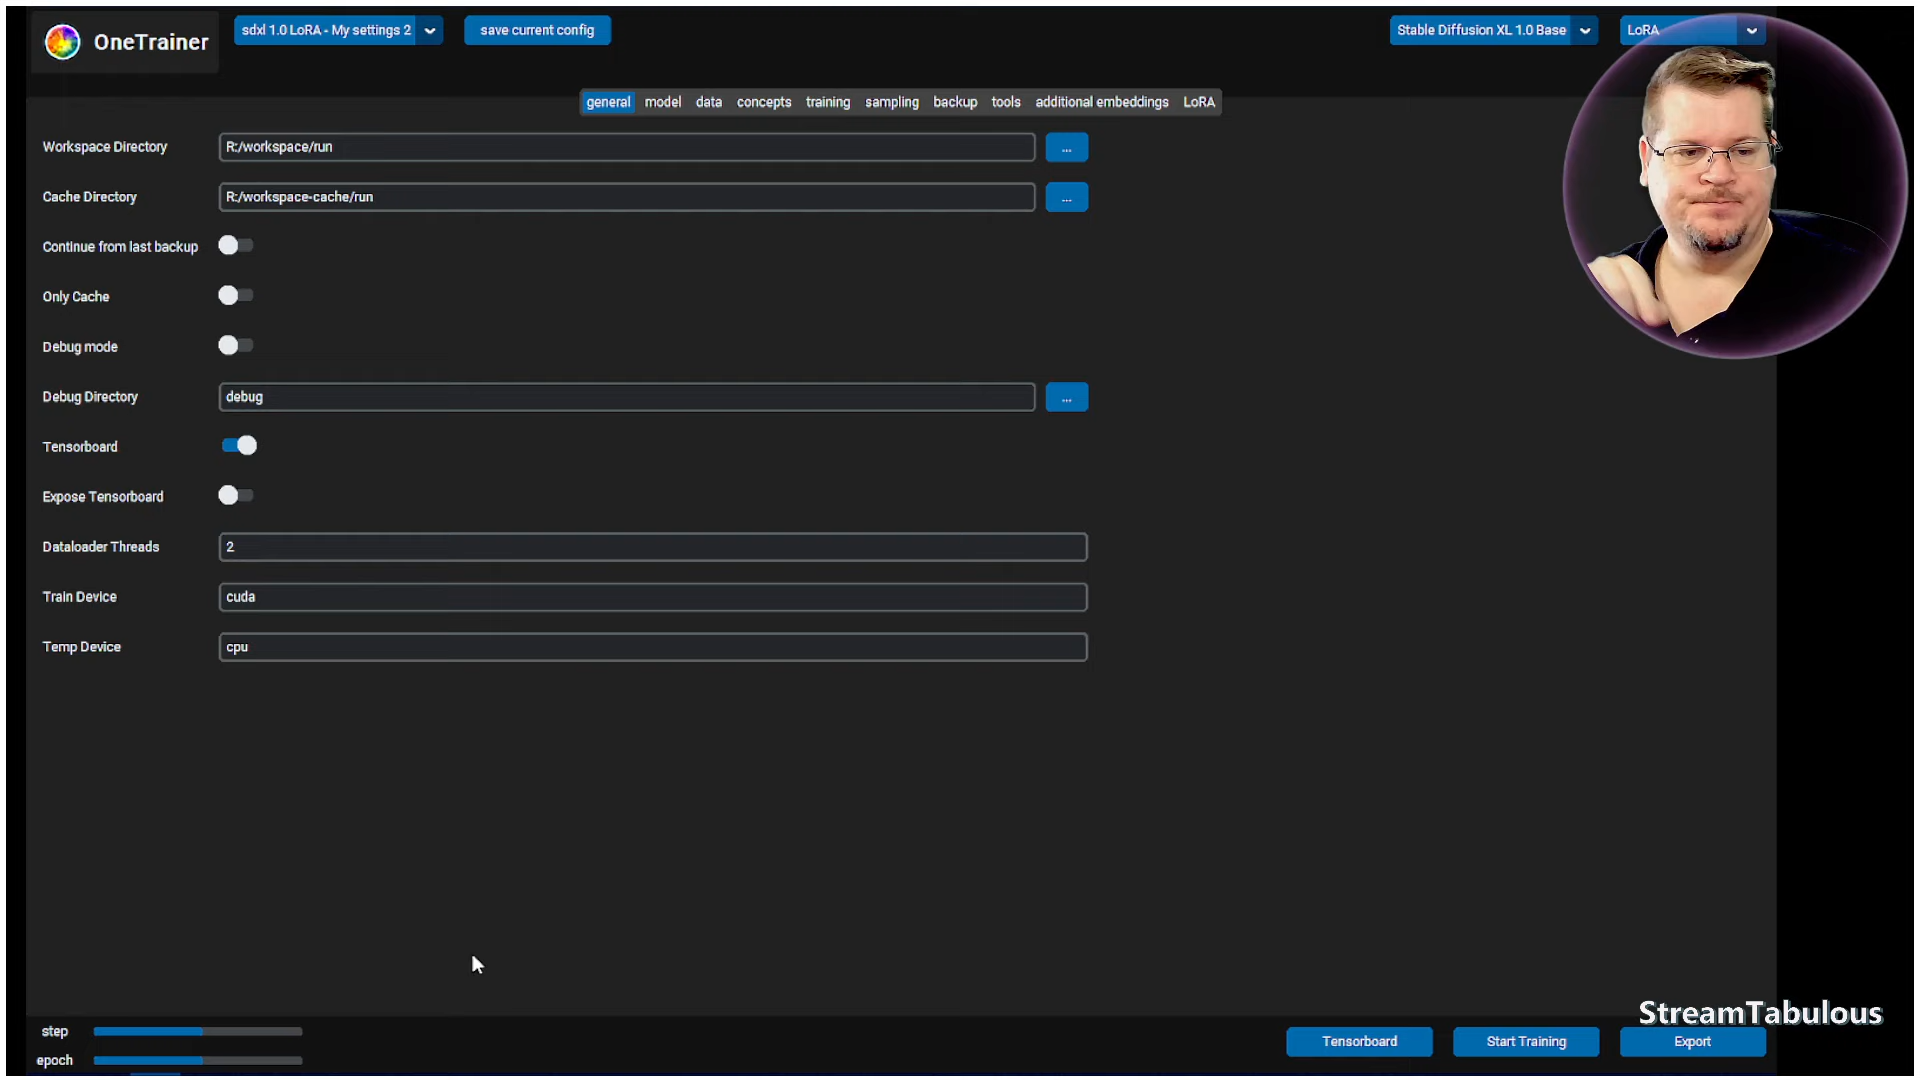 OneTrainer
sdxl 1.0 LoRA - My settings 2
save current config
Stable Diffusion XL 1.0 Base
LoRA
general model data concepts training sampling backup tools additional embeddings LoRA
Workspace Directory R:/workspace/run ...
Cache Directory R:/workspace-cache/run ...
Continue from last backup
Only Cache
Debug mode
Debug Directory debug ...
Tensorboard
Expose Tensorboard
Dataloader Threads 2
Train Device cuda
Temp Device cpu
StreamTabulous
step
epoch
Tensorboard Start Training Export